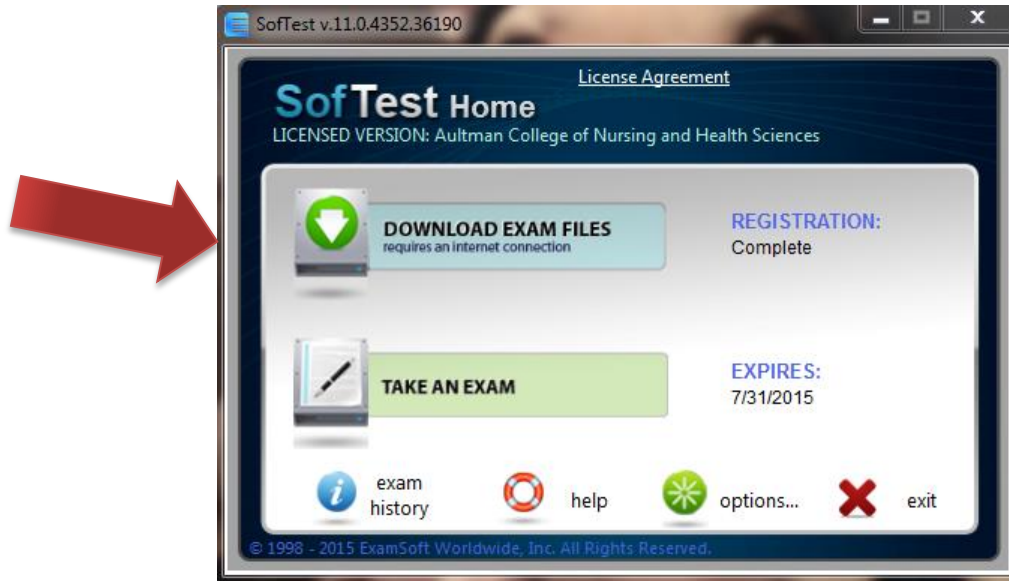 SofTest v.11.0.4352.36190
License Agreement
SofTest Home
LICENSED VERSION: Aultman College of Nursing and Health Sciences
DOWNLOAD EXAM FILES
requires an internet connection
REGISTRATION:
Complete
TAKE AN EXAM
EXPIRES:
7/31/2015
exam
history
help
options...
exit
© 1998 - 2015 ExamSoft Worldwide, Inc. All Rights Reserved.